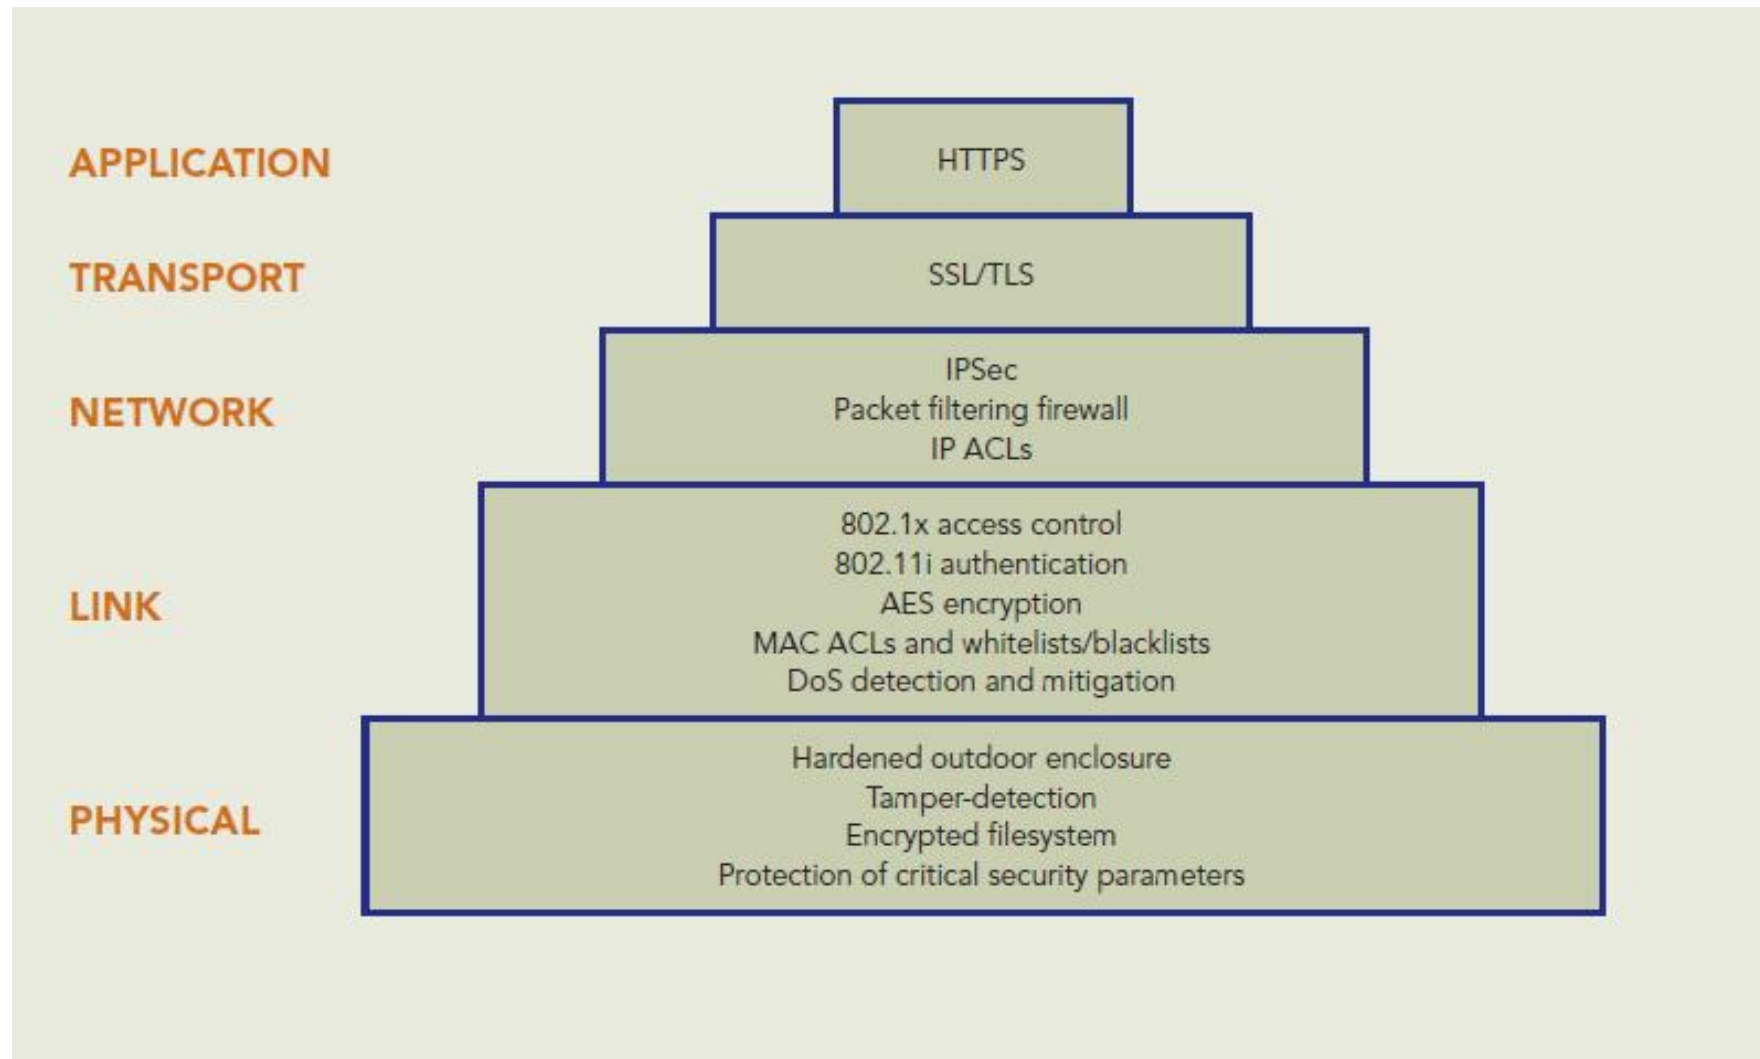 APPLICATION
HTTPS
TRANSPORT
SSL/TLS
NETWORK
IPSec
Packet filtering firewall
IP ACLs
LINK
802.1x access control
802.11i authentication
AES encryption
MAC ACLs and whitelists/blacklists
DoS detection and mitigation
PHYSICAL
Hardened outdoor enclosure
Tamper-detection
Encrypted filesystem
Protection of critical security parameters